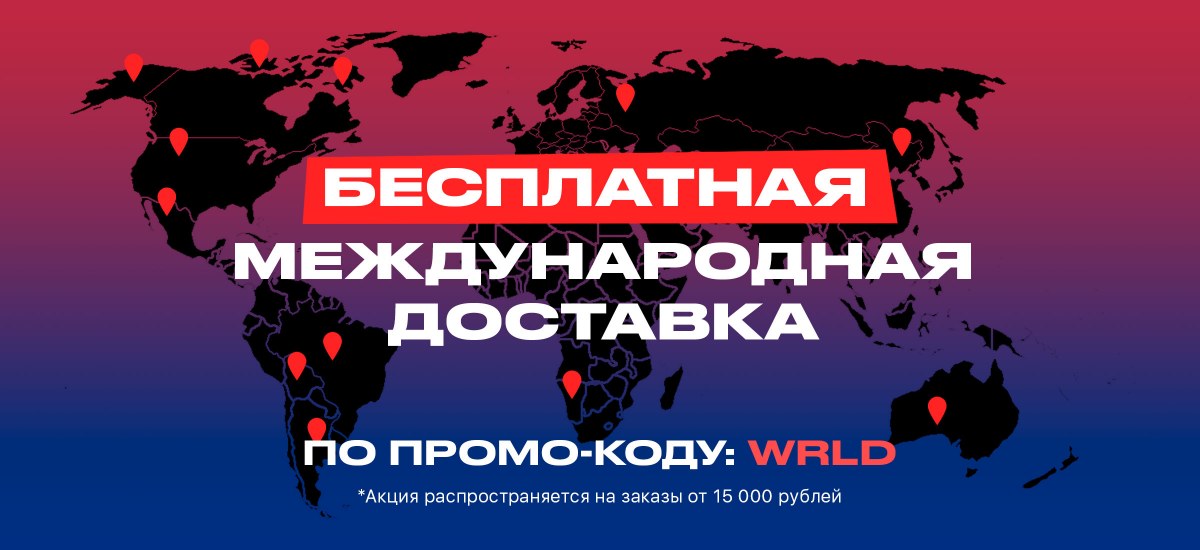 БЕСПЛАТНАЯ
МЕЖДУНАРОДНАЯ
ДОСТАВКА
ПО ПРОМО-КОДУ: WRLD
*Акция распространяется на заказы от 15 000 рублей